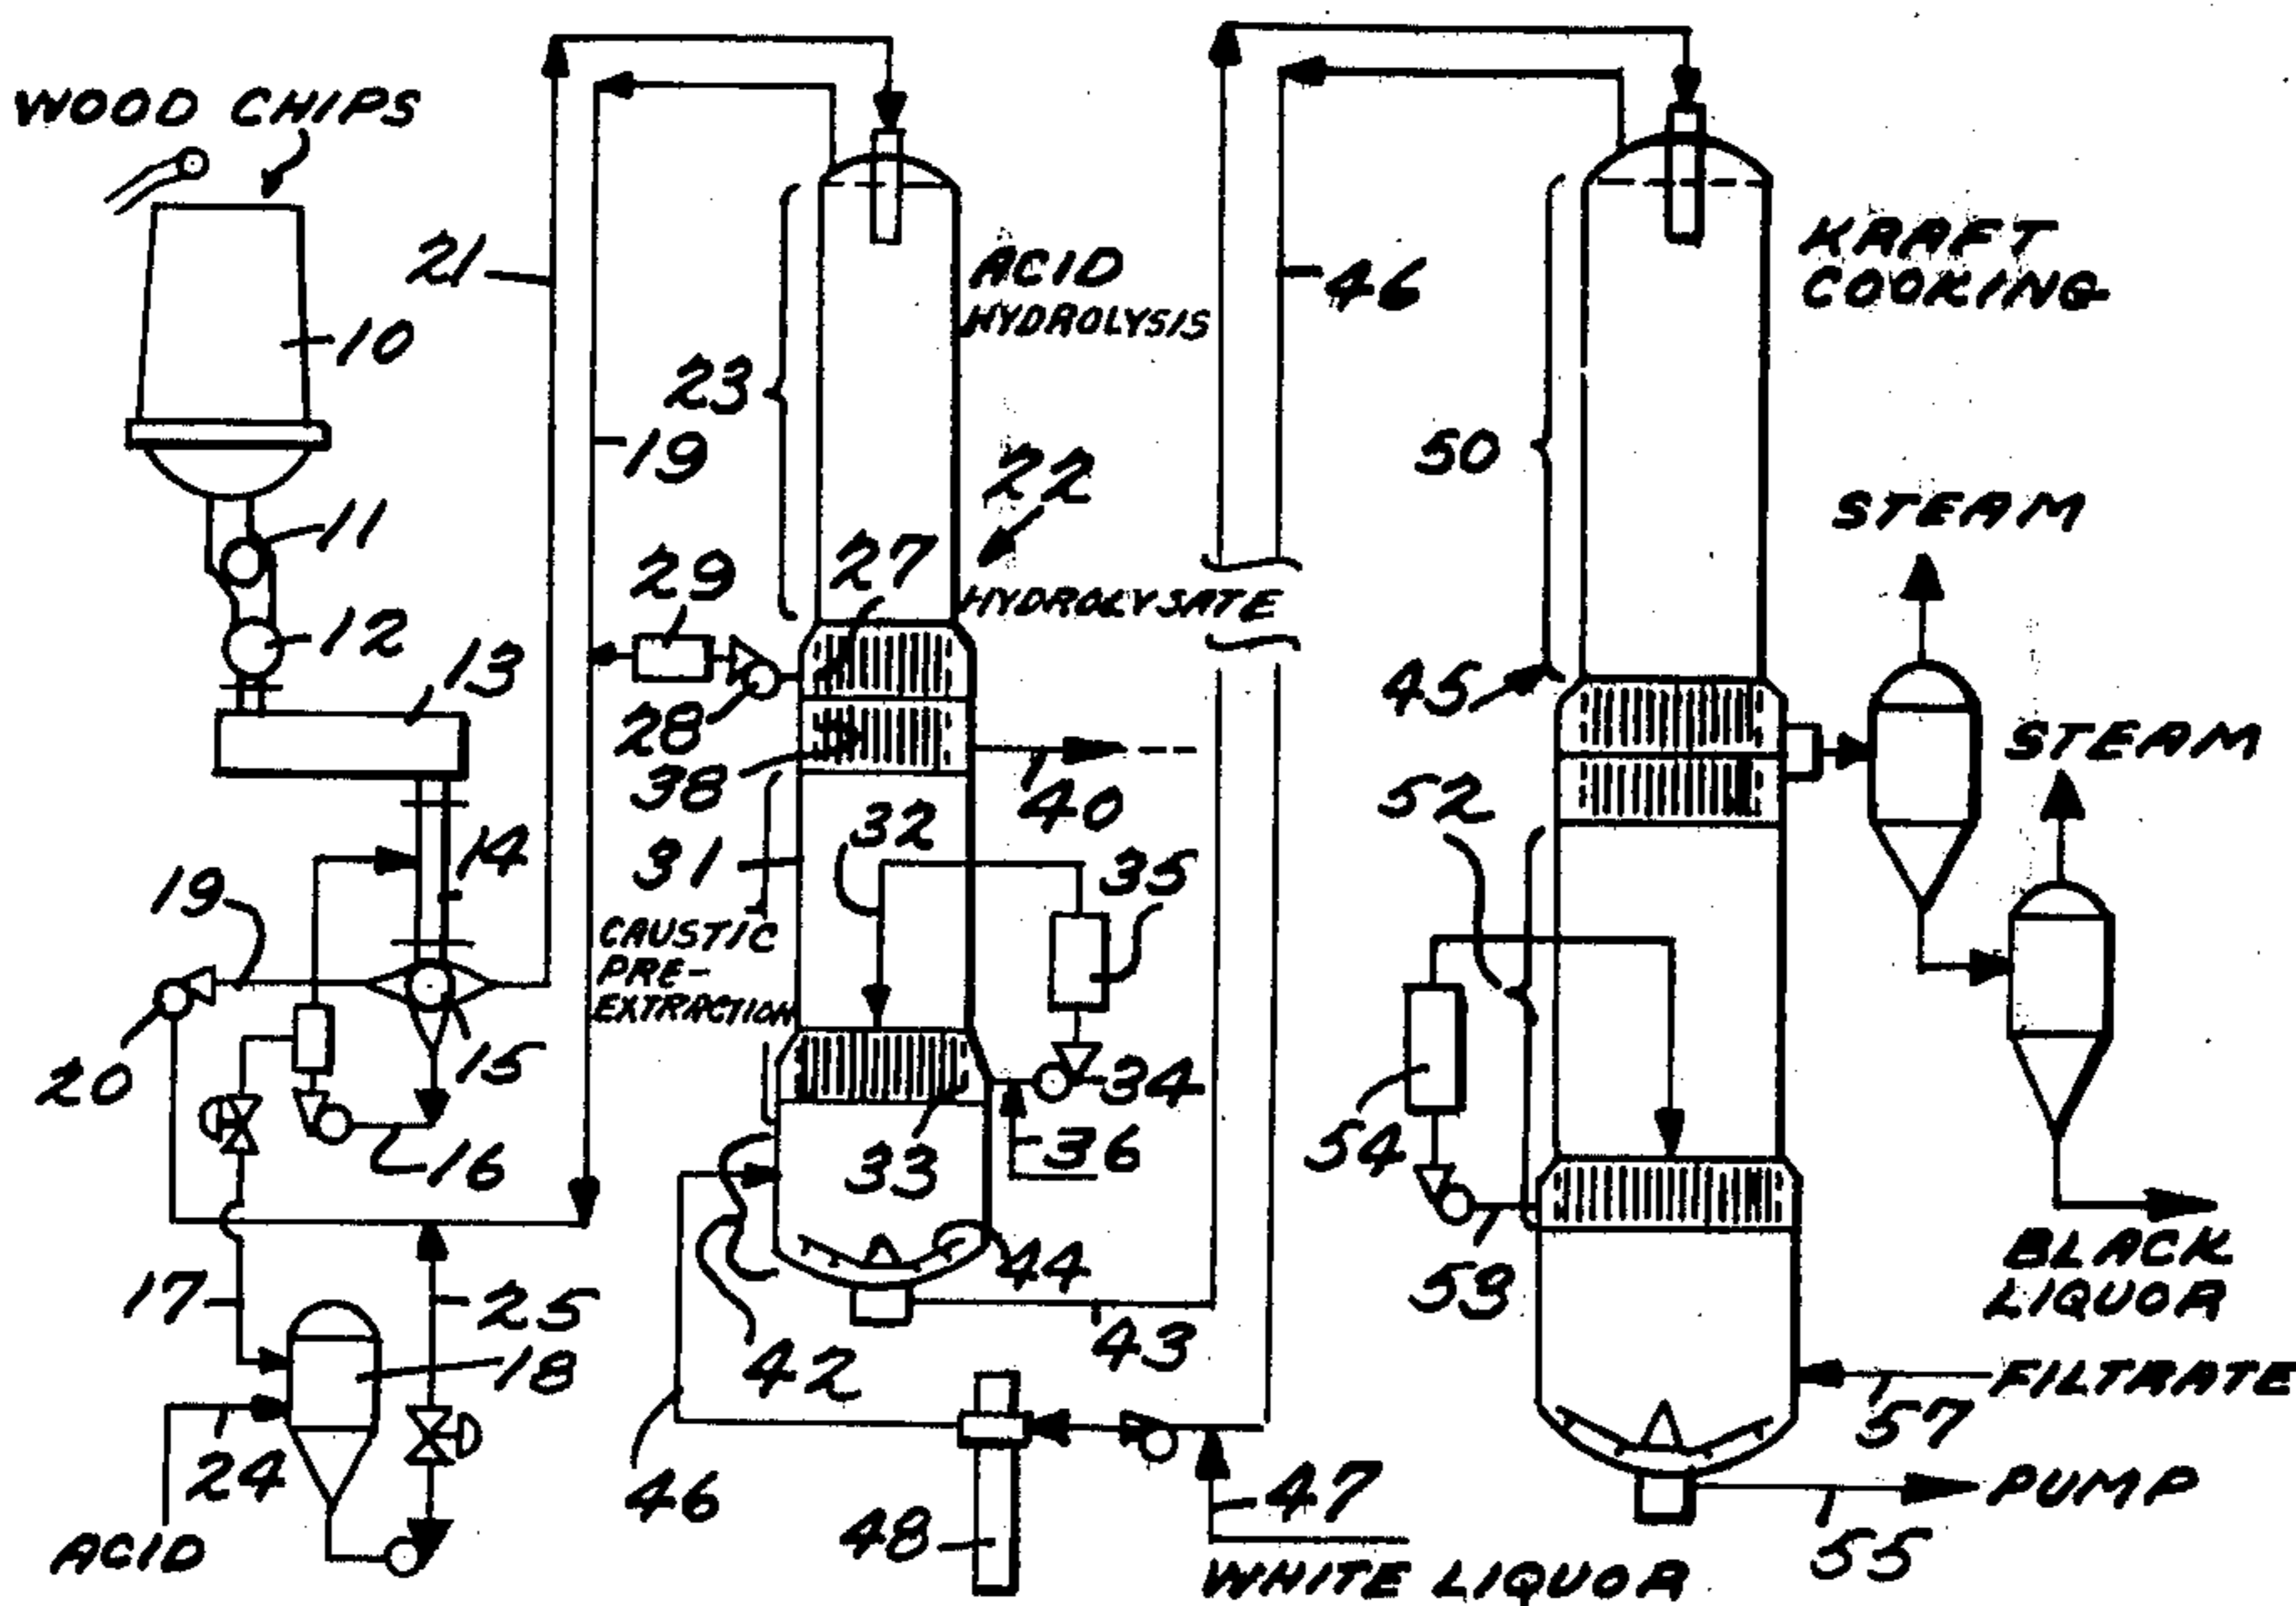 WOOD CHIPS
10
11
12
13
14
15
16
17
18
19
20
21
24
25
ACID
19
23
ACID
HYDROLYSIS
22
27
HYDROLYSATE
29
28
38
40
31
32
35
CAUSTIC
PRE-
EXTRACTION
34
33
36
44
42
43
46
48
47
WHITE LIQUOR
46
KRAFT
COOKING
50
45
52
STEAM
STEAM
54
53
BLACK
LIQUOR
FILTRATE
57
PUMP
55